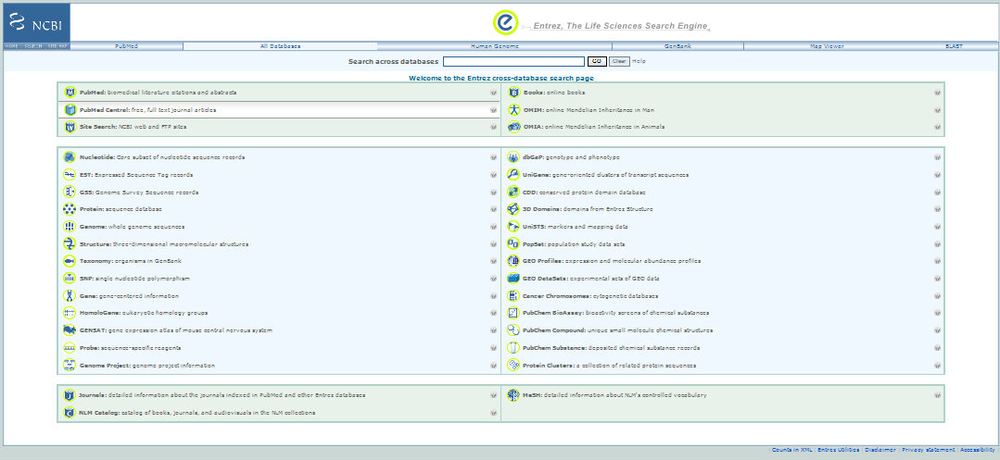 NCBI
Entrez, The Life Sciences Search Engine
HOME SEARCH SITE MAP PubMed All Databases Human Genome GenBank Map Viewer BLAST
Search across databases GO Clear Help
Welcome to the Entrez cross-database search page
PubMed: biomedical literature citations and abstracts
PubMed Central: free, full text journal articles
Site Search: NCBI web and FTP sites
Books: online books
OMIM: online Mendelian Inheritance in Man
OMIA: online Mendelian Inheritance in Animals
Nucleotide: Core subset of nucleotide sequence records
EST: Expressed Sequence Tag records
GSS: Genome Survey Sequence records
Protein: sequence database
Genome: whole genome sequences
Structure: three-dimensional macromolecular structures
Taxonomy: organisms in GenBank
SNP: single nucleotide polymorphism
Gene: gene-centered information
HomoloGene: eukaryotic homology groups
GENSAT: gene expression atlas of mouse central nervous system
Probe: sequence-specific reagents
Genome Project: genome project information
dbGaP: genotype and phenotype
UniGene: gene-oriented clusters of transcript sequences
CDD: conserved protein domain database
3D Domains: domains from Entrez Structure
UniSTS: markers and mapping data
PopSet: population study data sets
GEO Profiles: expression and molecular abundance profiles
GEO DataSets: experimental sets of GEO data
Cancer Chromosomes: cytogenetic databases
PubChem BioAssay: bioactivity screens of chemical substances
PubChem Compound: unique small molecule chemical structures
PubChem Substance: deposited chemical substance records
Protein Clusters: a collection of related protein sequences
Journals: detailed information about the journals indexed in PubMed and other Entrez databases
NLM Catalog: catalog of books, journals, and audiovisuals in the NLM collections
MeSH: detailed information about NLM's controlled vocabulary
| Counts in XML | Entrez Utilities | Disclaimer | Privacy statement | Accessibility